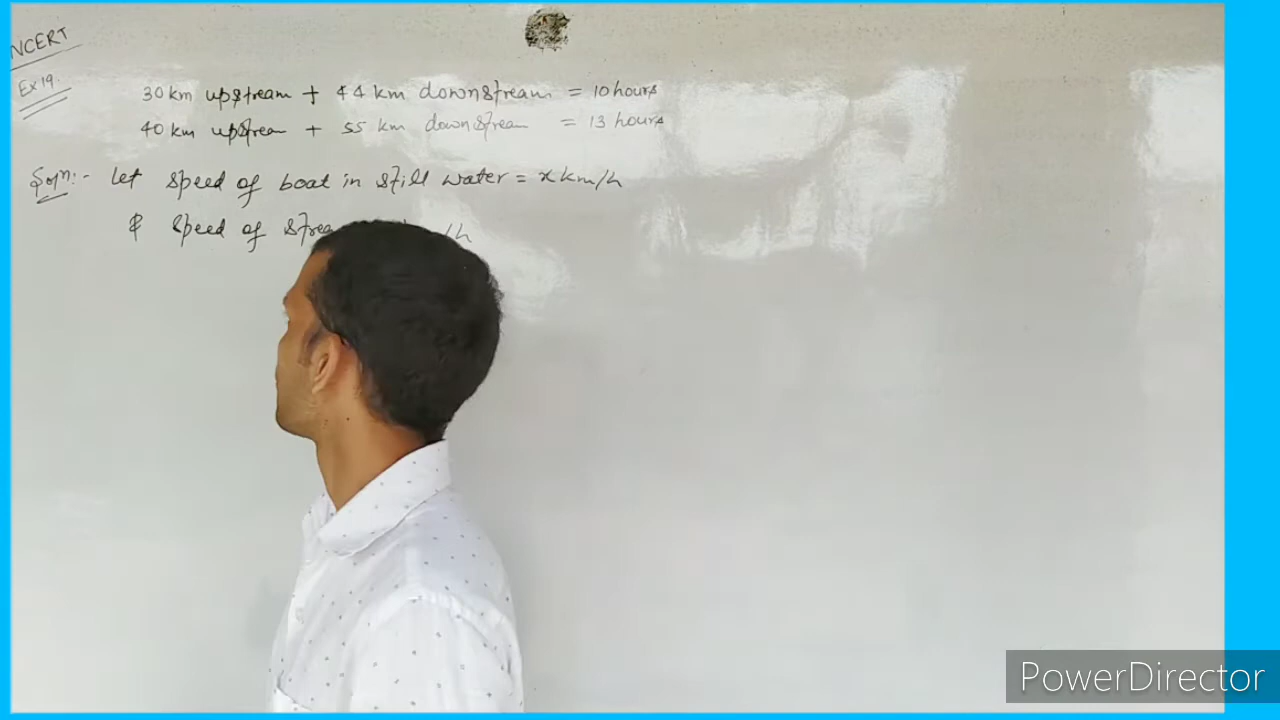 NCERT
Ex 19.
30 km upstream + 44 km downstream = 10 hours
40 km upstream + 55 km downstream = 13 hours
Soln:- Let speed of boat in still water = x km/h
& speed of /h
PowerDirector